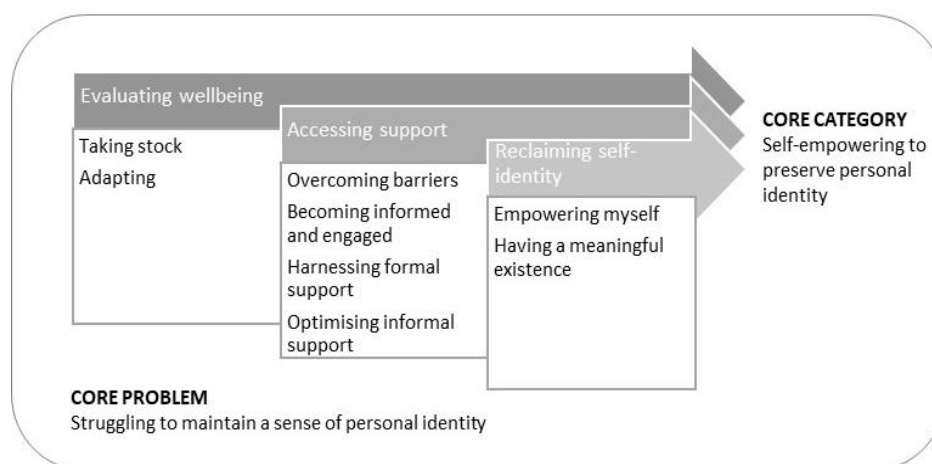 Evaluating wellbeing
Taking stock
Adapting
Accessing support
Overcoming barriers
Becoming informed
and engaged
Harnessing formal
support
Optimising informal
support
Reclaiming self-
identity
Empowering myself
Having a meaningful
existence
CORE CATEGORY
Self-empowering to
preserve personal
identity
CORE PROBLEM
Struggling to maintain a sense of personal identity